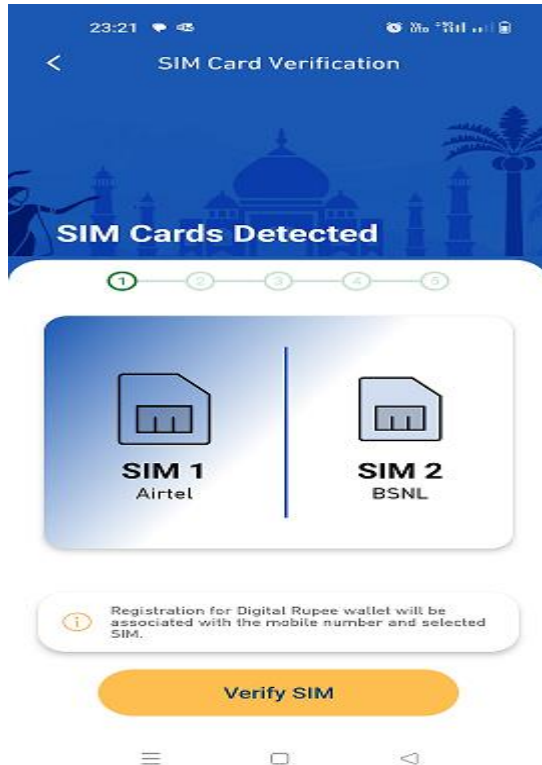 23:21
SIM Card Verification
SIM Cards Detected
1 2 3 4 5
SIM 1
Airtel
SIM 2
BSNL
Registration for Digital Rupee wallet will be
associated with the mobile number and selected
SIM.
Verify SIM